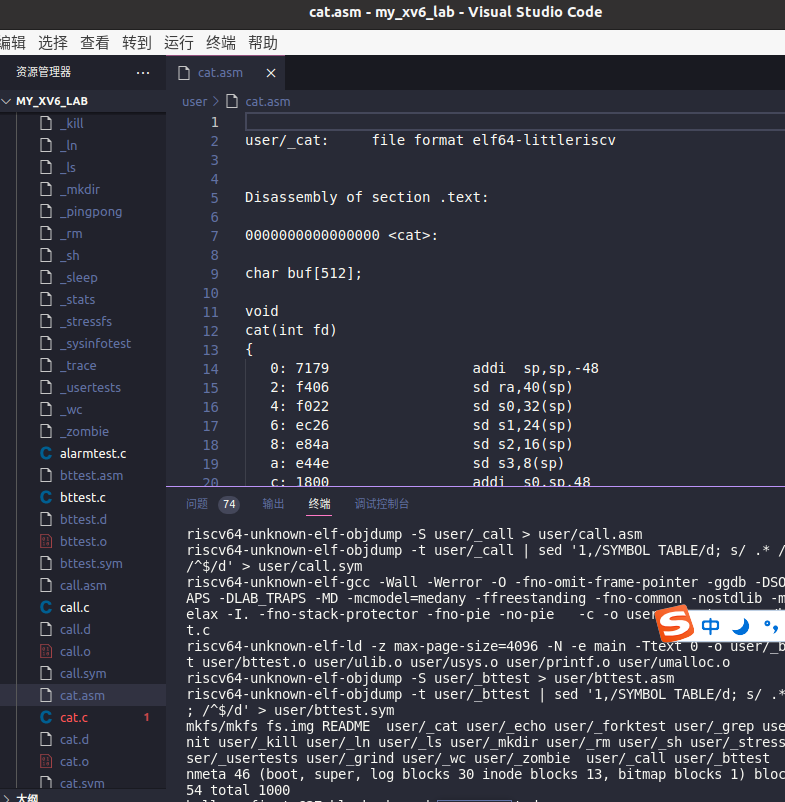 cat.asm - my_xv6_lab - Visual Studio Code
编辑 选择 查看 转到 运行 终端 帮助
资源管理器 ···
MY_XV6_LAB
_kill
_ln
_ls
_mkdir
_pingpong
_rm
_sh
_sleep
_stats
_stressfs
_sysinfotest
_trace
_usertests
_wc
_zombie
alarmtest.c
bttest.asm
bttest.c
bttest.d
bttest.o
bttest.sym
call.asm
call.c
call.d
call.o
call.sym
cat.asm
cat.c 1
cat.d
cat.o
cat.sym
大纲
cat.asm
user > cat.asm
1
2 user/_cat:     file format elf64-littleriscv
3
4
5 Disassembly of section .text:
6
7 0000000000000000 <cat>:
8
9 char buf[512];
10
11 void
12 cat(int fd)
13 {
14 0: 7179 addi sp,sp,-48
15 2: f406 sd ra,40(sp)
16 4: f022 sd s0,32(sp)
17 6: ec26 sd s1,24(sp)
18 8: e84a sd s2,16(sp)
19 a: e44e sd s3,8(sp)
20 c: 1800 addi s0,sp,48
问题 74 输出 终端 调试控制台
riscv64-unknown-elf-objdump -S user/_call > user/call.asm
riscv64-unknown-elf-objdump -t user/_call | sed '1,/SYMBOL TABLE/d; s/ .* /
/^$/d' > user/call.sym
riscv64-unknown-elf-gcc -Wall -Werror -O -fno-omit-frame-pointer -ggdb -DSO
APS -DLAB_TRAPS -MD -mcmodel=medany -ffreestanding -fno-common -nostdlib -m
elax -I. -fno-stack-protector -fno-pie -no-pie   -c -o user
t.c
riscv64-unknown-elf-ld -z max-page-size=4096 -N -e main -Ttext 0 -o user/_b
t user/bttest.o user/ulib.o user/usys.o user/printf.o user/umalloc.o
riscv64-unknown-elf-objdump -S user/_bttest > user/bttest.asm
riscv64-unknown-elf-objdump -t user/_bttest | sed '1,/SYMBOL TABLE/d; s/ .*
; /^$/d' > user/bttest.sym
mkfs/mkfs fs.img README  user/_cat user/_echo user/_forktest user/_grep use
nit user/_kill user/_ln user/_ls user/_mkdir user/_rm user/_sh user/_stress
ser/_usertests user/_grind user/_wc user/_zombie  user/_call user/_bttest
nmeta 46 (boot, super, log blocks 30 inode blocks 13, bitmap blocks 1) bloc
54 total 1000
S 中